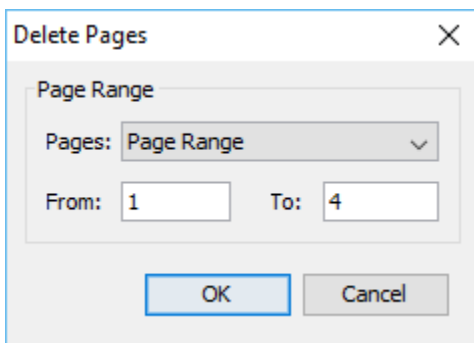 Delete Pages
Page Range
Pages: Page Range
From: 1 To: 4
OK Cancel